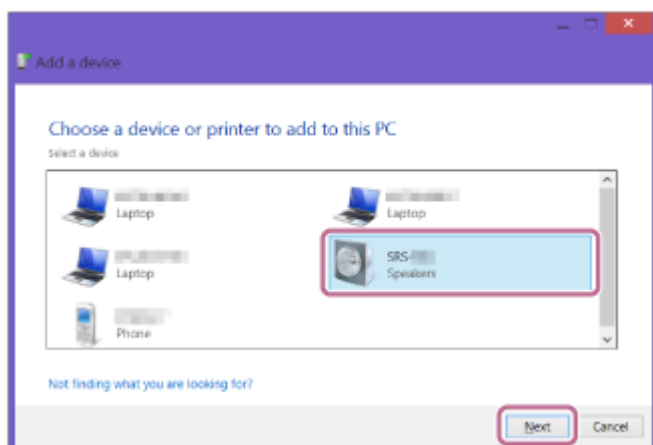 Add a device
Choose a device or printer to add to this PC
Select a device
Laptop
Laptop
Laptop
SRS-
Speakers
Phone
Not finding what you are looking for?
Next
Cancel